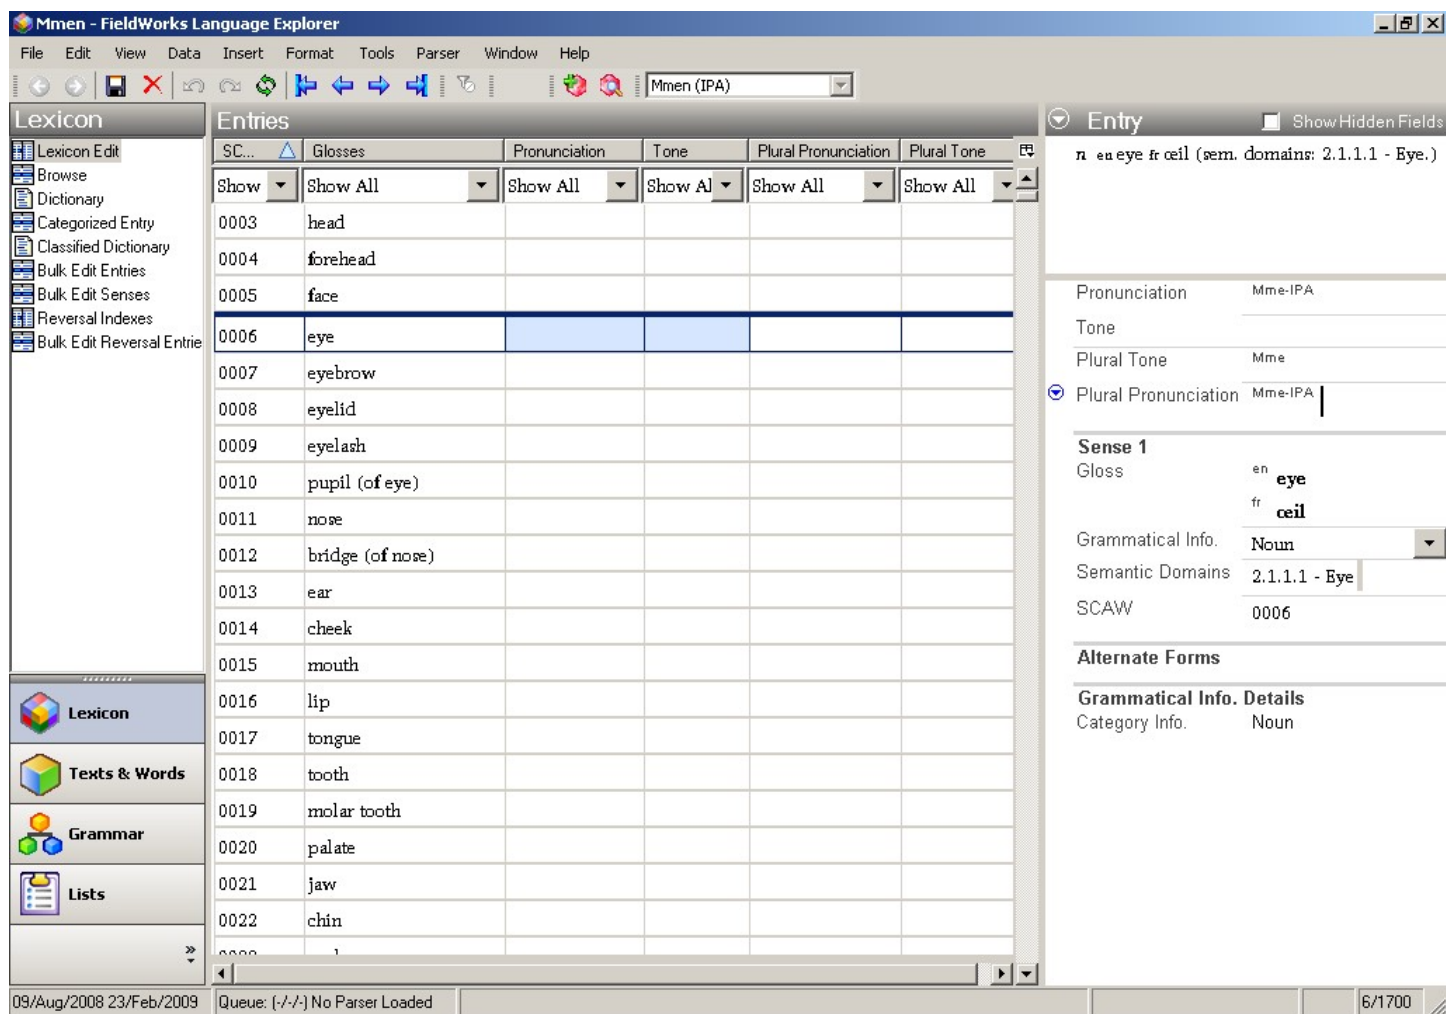 Mmen - FieldWorks Language Explorer
File Edit View Data Insert Format Tools Parser Window Help
Mmen (IPA)
Lexicon
Lexicon Edit
Browse
Dictionary
Categorized Entry
Classified Dictionary
Bulk Edit Entries
Bulk Edit Senses
Reversal Indexes
Bulk Edit Reversal Entrie
Lexicon
Texts & Words
Grammar
Lists
Entries
SC... Glosses Pronunciation Tone Plural Pronunciation Plural Tone
Show Show All Show All Show Al Show All Show All
0003 head
0004 forehead
0005 face
0006 eye
0007 eyebrow
0008 eyelid
0009 eyelash
0010 pupil (of eye)
0011 nose
0012 bridge (of nose)
0013 ear
0014 cheek
0015 mouth
0016 lip
0017 tongue
0018 tooth
0019 molar tooth
0020 palate
0021 jaw
0022 chin
Entry Show Hidden Fields
n en eye fr œil (sem. domains: 2.1.1.1 - Eye.)
Pronunciation Mme-IPA
Tone
Plural Tone Mme
Plural Pronunciation Mme-IPA
Sense 1
Gloss en eye
fr œil
Grammatical Info. Noun
Semantic Domains 2.1.1.1 - Eye
SCAW 0006
Alternate Forms
Grammatical Info. Details
Category Info. Noun
09/Aug/2008 23/Feb/2009 Queue: (-/-/-) No Parser Loaded 6/1700